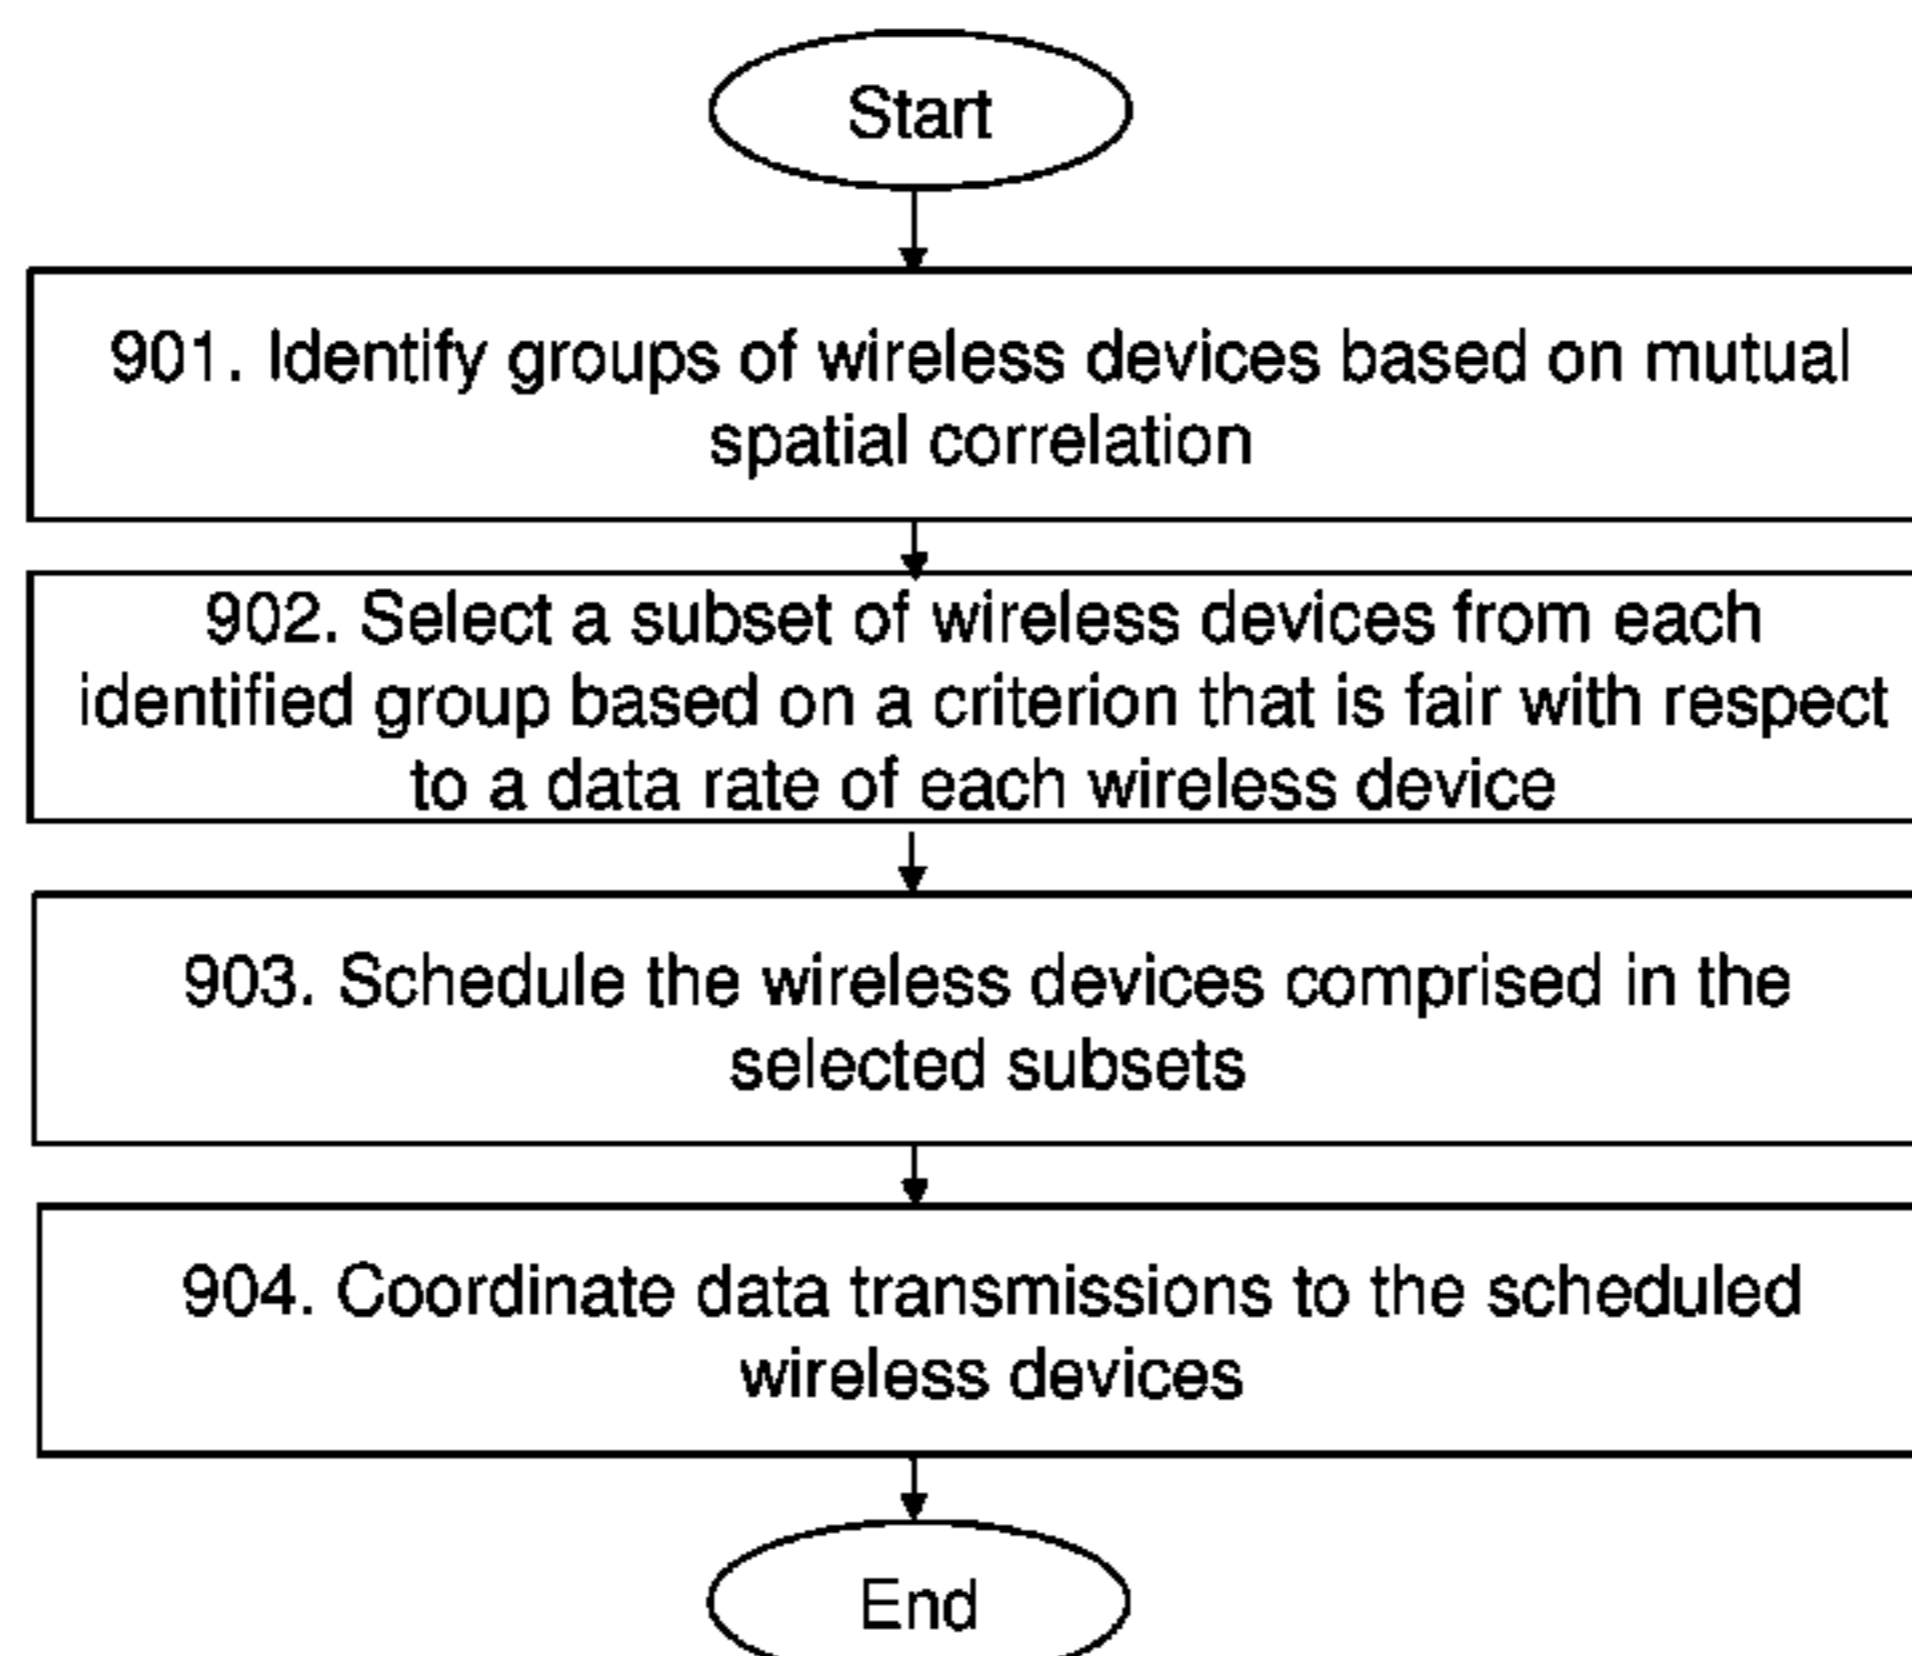 Start
901. Identify groups of wireless devices based on mutual
spatial correlation
902. Select a subset of wireless devices from each
identified group based on a criterion that is fair with respect
to a data rate of each wireless device
903. Schedule the wireless devices comprised in the
selected subsets
904. Coordinate data transmissions to the scheduled
wireless devices
End